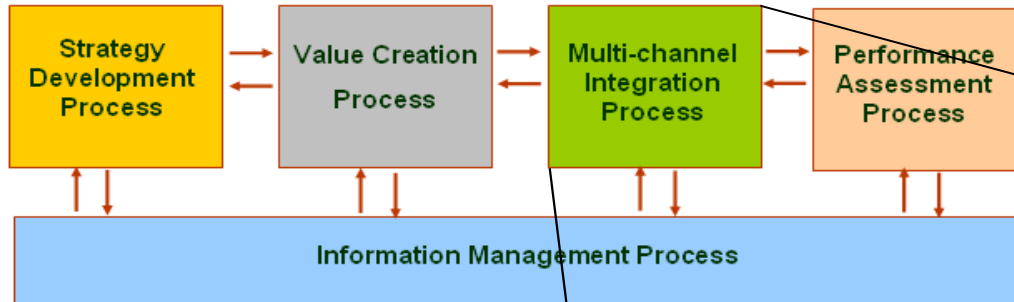 Strategy
Development
Process
Value Creation
Process
Multi-channel
Integration
Process
Performance
Assessment
Process
Information Management Process